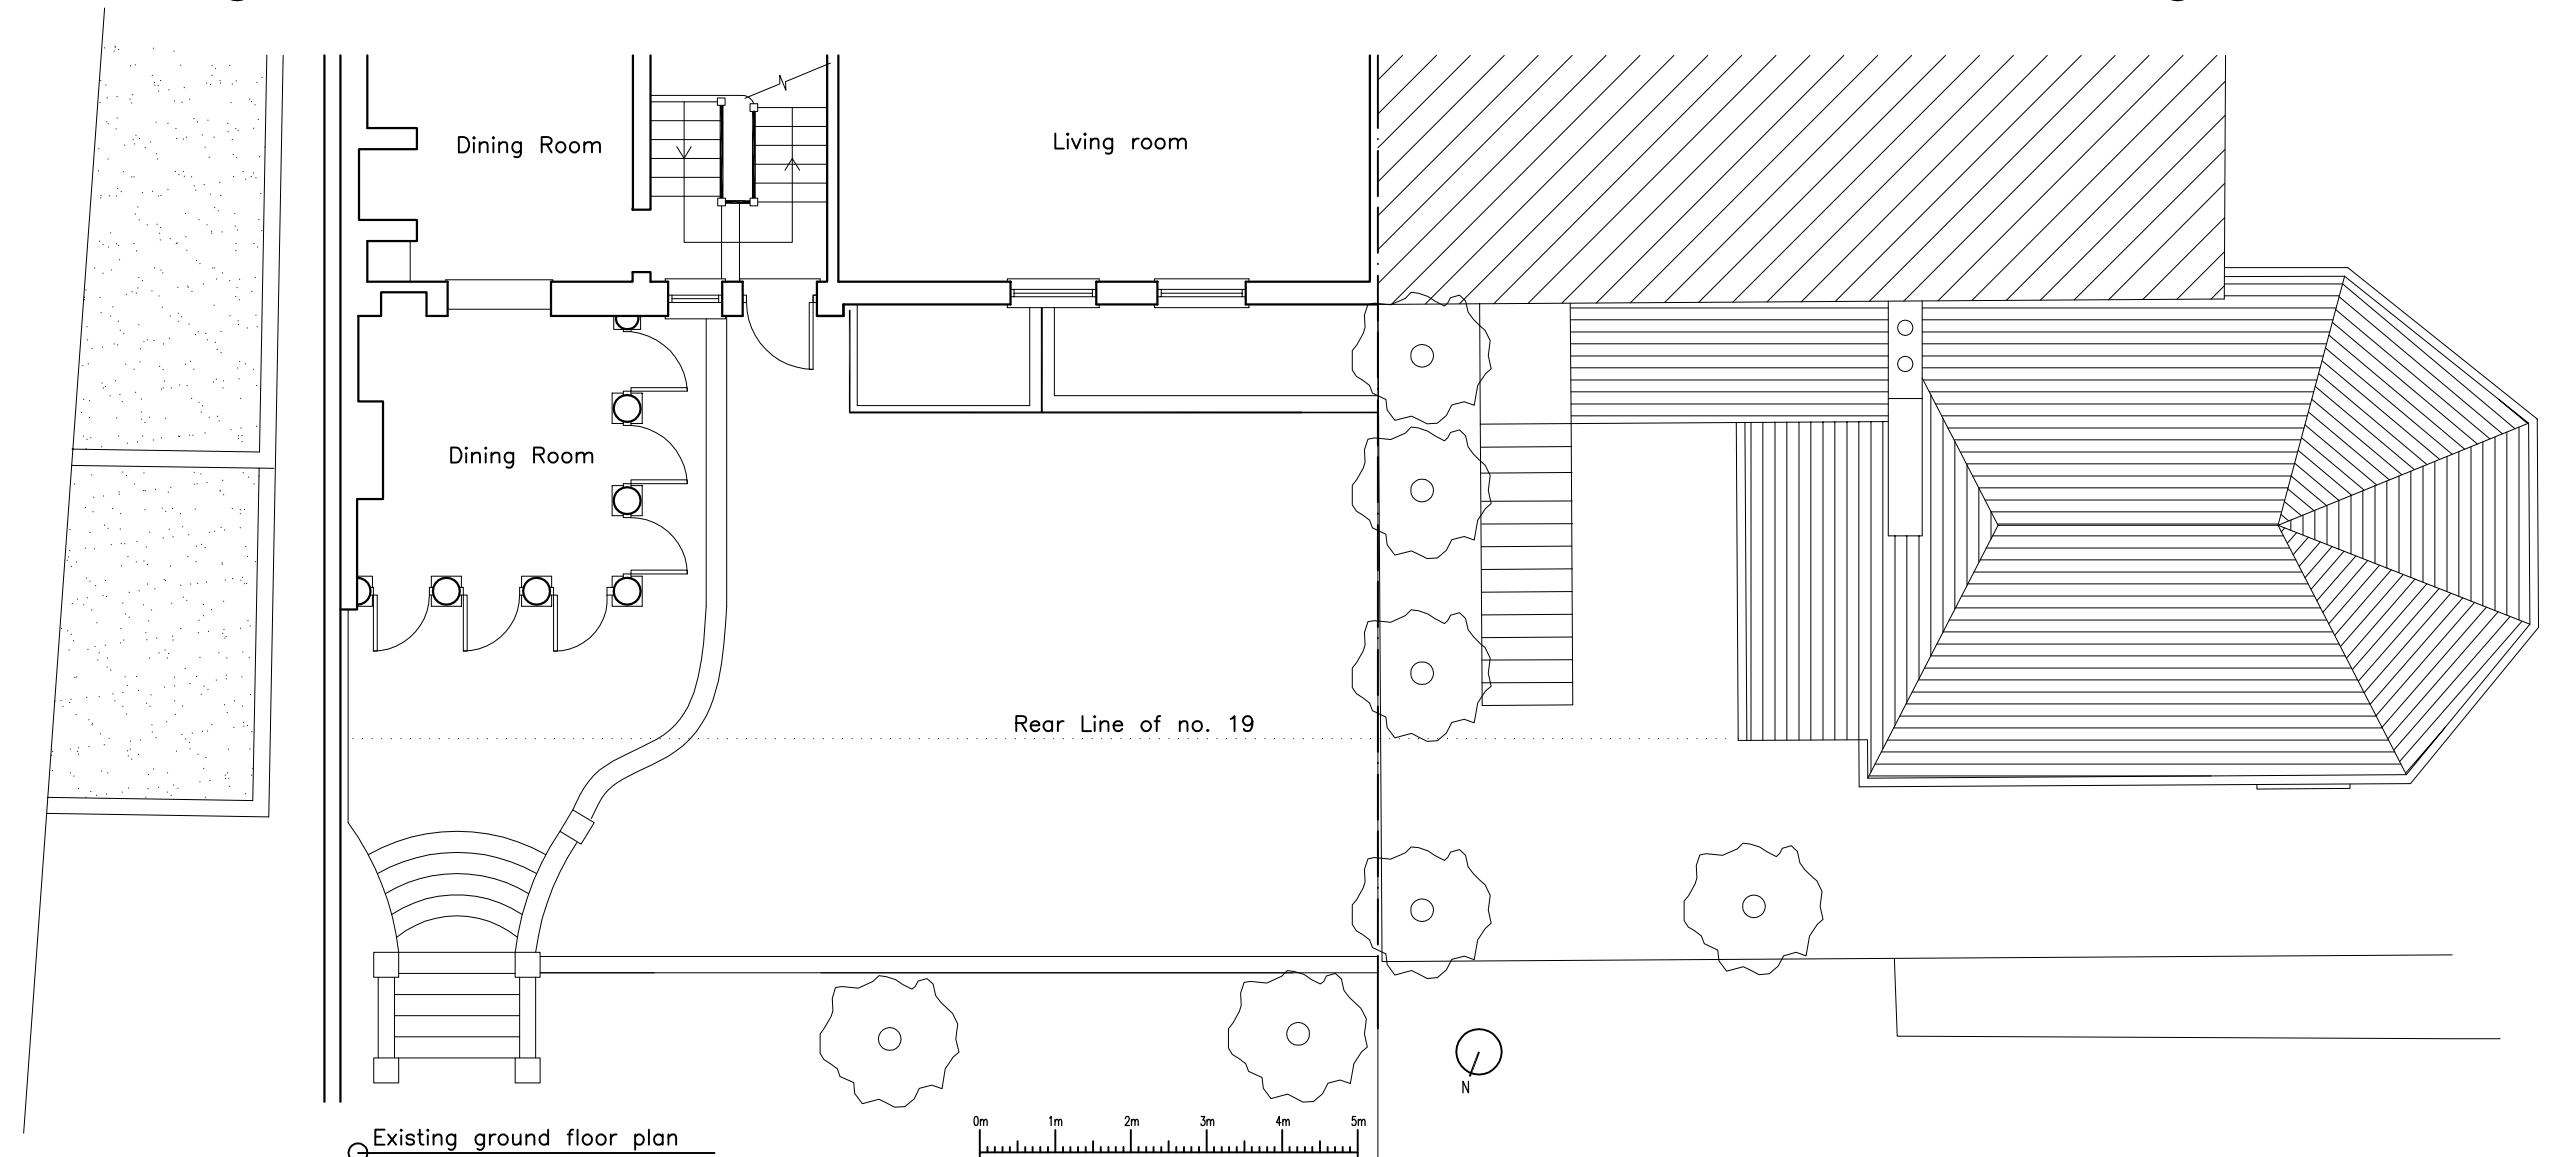 Dining Room
Living room
Dining Room
Rear Line of no. 19
N
Existing ground floor plan
0m 1m 2m 3m 4m 5m